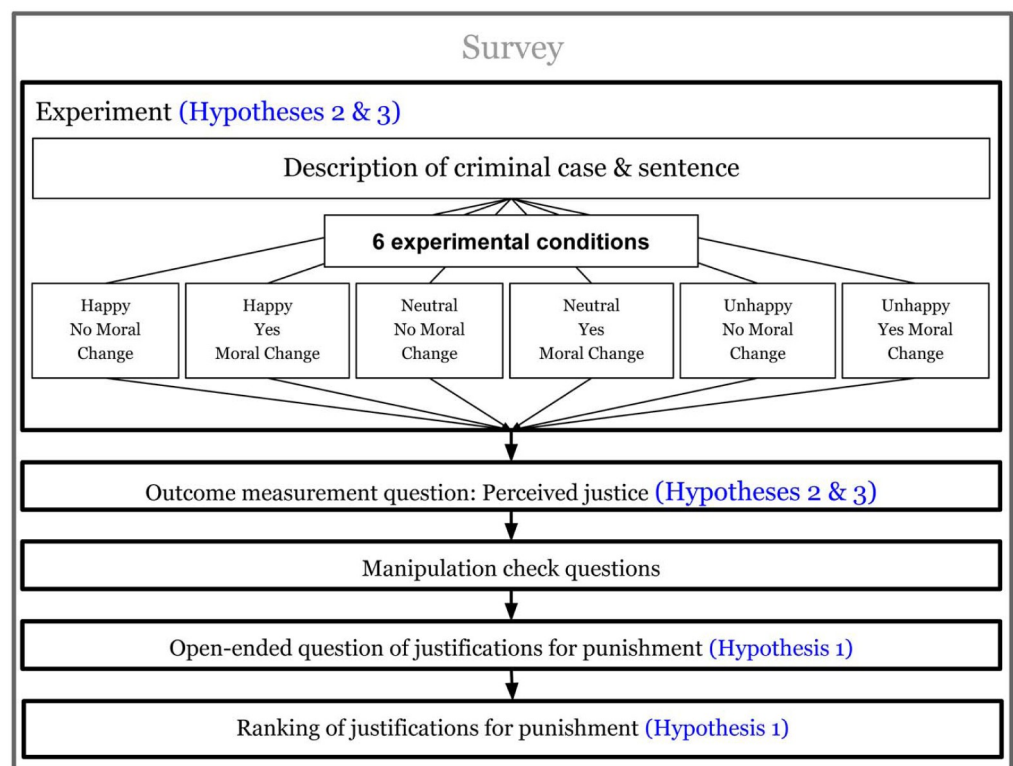 Survey
Experiment (Hypotheses 2 & 3)
Description of criminal case & sentence
6 experimental conditions
Happy
No Moral
Change
Happy
Yes
Moral Change
Neutral
No Moral
Change
Neutral
Yes
Moral Change
Unhappy
No Moral
Change
Unhappy
Yes Moral
Change
Outcome measurement question: Perceived justice (Hypotheses 2 & 3)
Manipulation check questions
Open-ended question of justifications for punishment (Hypothesis 1)
Ranking of justifications for punishment (Hypothesis 1)